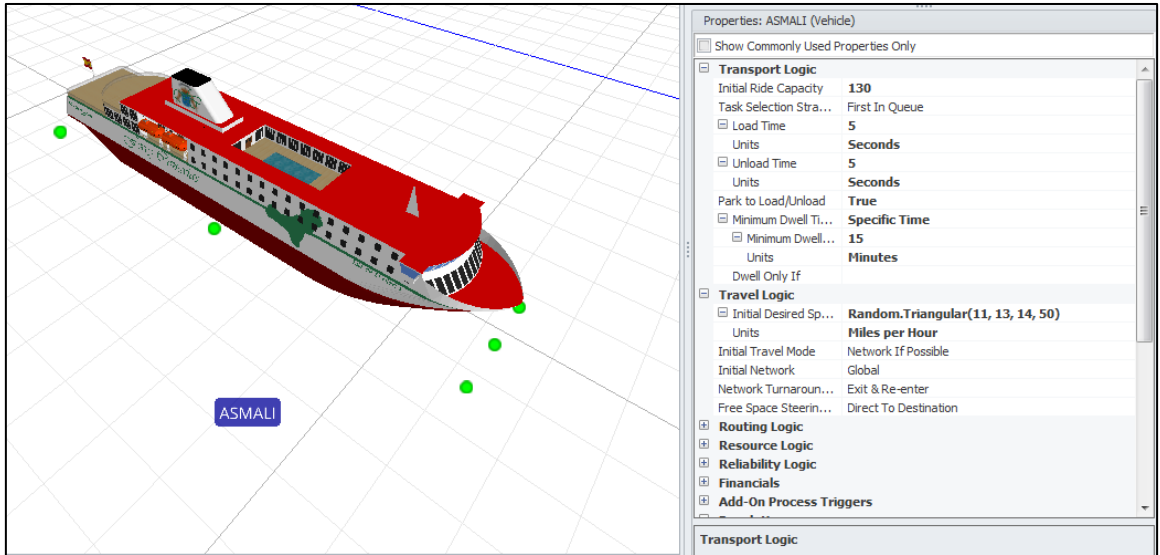 ASMALI
Properties: ASMALI (Vehicle)
Show Commonly Used Properties Only
Transport Logic
Initial Ride Capacity 130
Task Selection Stra... First In Queue
Load Time 5
Units Seconds
Unload Time 5
Units Seconds
Park to Load/Unload True
Minimum Dwell Ti... Specific Time
Minimum Dwell... 15
Units Minutes
Dwell Only If
Travel Logic
Initial Desired Sp... Random.Triangular(11, 13, 14, 50)
Units Miles per Hour
Initial Travel Mode Network If Possible
Initial Network Global
Network Turnaroun... Exit & Re-enter
Free Space Steerin... Direct To Destination
Routing Logic
Resource Logic
Reliability Logic
Financials
Add-On Process Triggers
Transport Logic